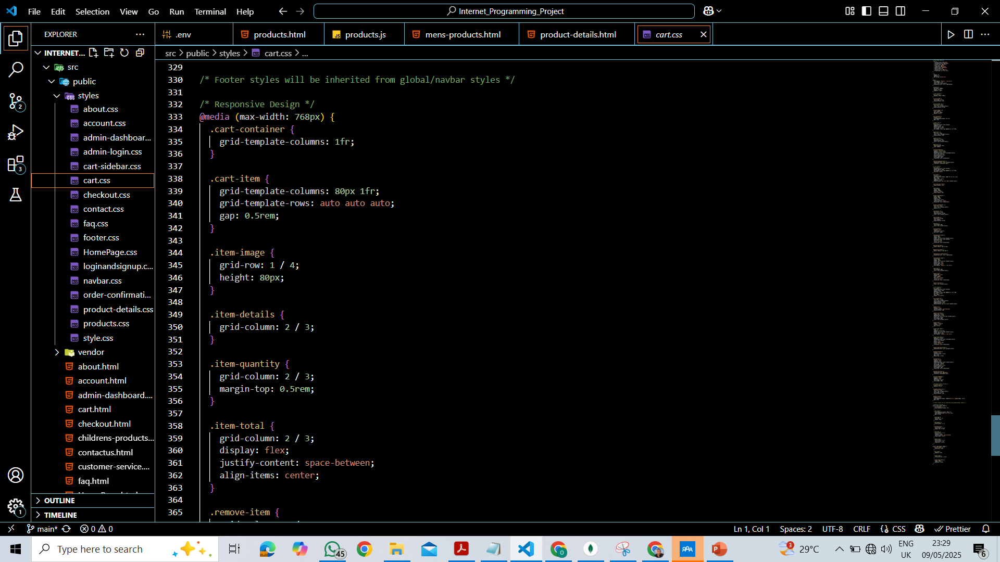 File Edit Selection View Go Run Terminal Help
Internet_Programming_Project
EXPLORER
.env
products.html
products.js
mens-products.html
product-details.html
cart.css
INTERNET...
src > public > styles > cart.css > ...
src
public
styles
about.css
account.css
admin-dashboar...
admin-login.css
cart-sidebar.css
cart.css
checkout.css
contact.css
faq.css
footer.css
HomePage.css
loginandsignup.c...
navbar.css
order-confirmati...
product-details.css
products.css
style.css
vendor
about.html
account.html
admin-dashboard....
cart.html
checkout.html
childrens-products...
contactus.html
customer-service....
faq.html
OUTLINE
TIMELINE
2
3
1
329
330 /* Footer styles will be inherited from global/navbar styles */
331
332 /* Responsive Design */
333 @media (max-width: 768px) {
334 .cart-container {
335 grid-template-columns: 1fr;
336 }
337
338 .cart-item {
339 grid-template-columns: 80px 1fr;
340 grid-template-rows: auto auto auto;
341 gap: 0.5rem;
342 }
343
344 .item-image {
345 grid-row: 1 / 4;
346 height: 80px;
347 }
348
349 .item-details {
350 grid-column: 2 / 3;
351 }
352
353 .item-quantity {
354 grid-column: 2 / 3;
355 margin-top: 0.5rem;
356 }
357
358 .item-total {
359 grid-column: 2 / 3;
360 display: flex;
361 justify-content: space-between;
362 align-items: center;
363 }
364
365 .remove-item {
main* 0 0
Ln 1, Col 1 Spaces: 2 UTF-8 CRLF CSS Prettier
Type here to search
45
3
29°C
ENG
UK
23:29
09/05/2025
6